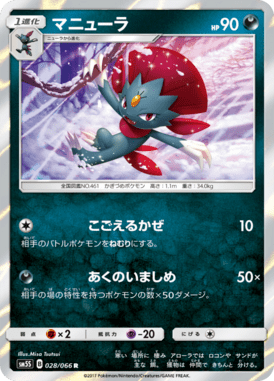 1進化 マニューラ HP90
ニューラから進化
全国図鑑NO.461 かぎづめポケモン 高さ：1.1m 重さ：34.0kg
こごえるかぜ 10
相手のバトルポケモンをねむりにする。
あくのいましめ 50×
相手の場の特性を持つポケモンの数×50ダメージ。
弱点 ×2 抵抗力 -20 にげる
Illus.Misa Tsutsui
sm5S D 028/066 R
©2017 Pokémon/Nintendo/Creatures/GAME FREAK.